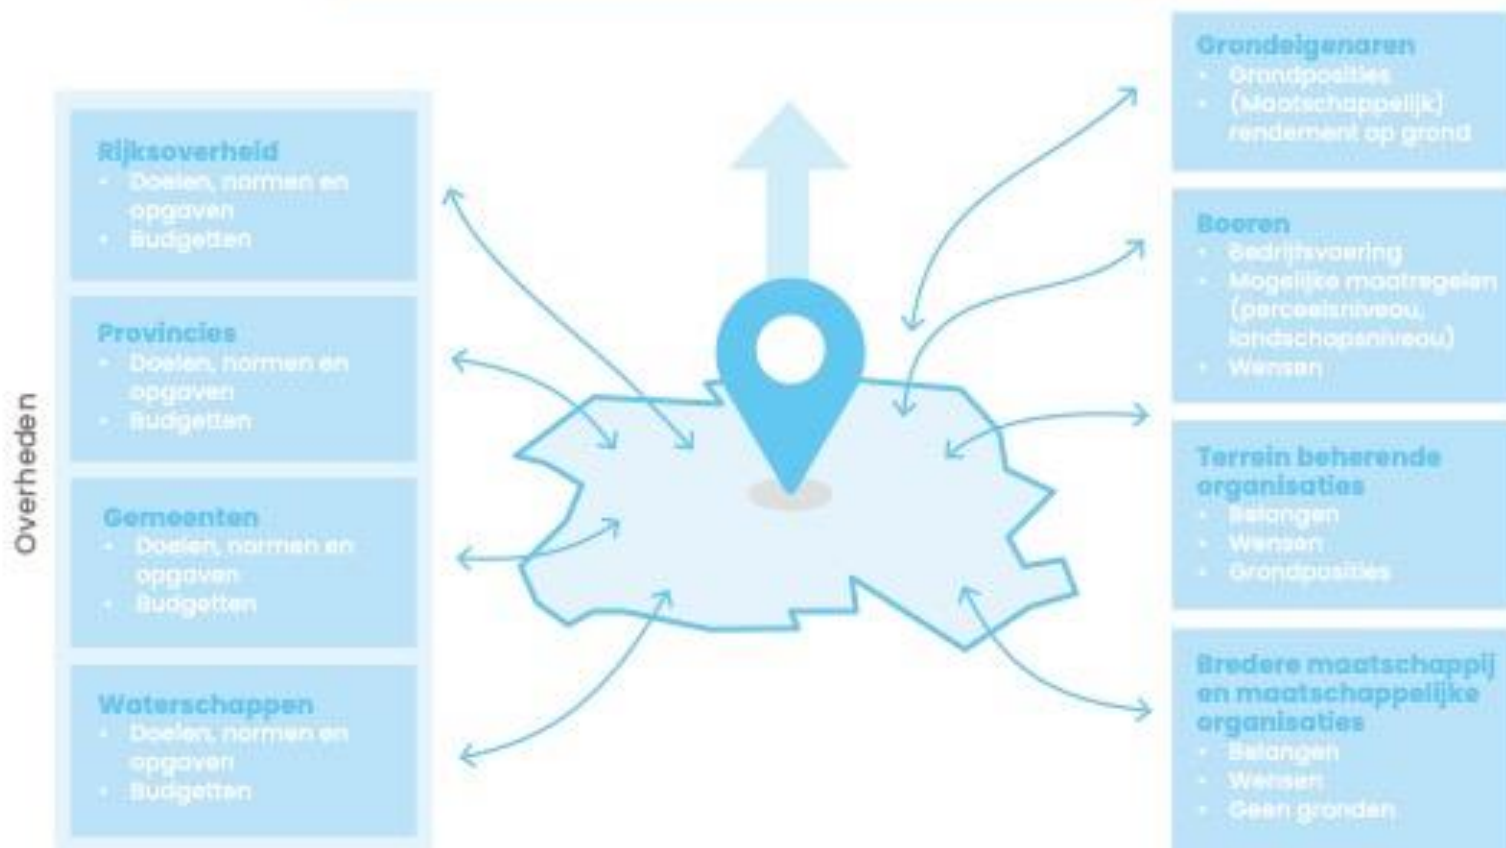 Overheden
Rijksoverheid
• Doelen, normen en
opgaven
• Budgetten
Provincies
• Doelen, normen en
opgaven
• Budgetten
Gemeenten
• Doelen, normen en
opgaven
• Budgetten
Waterschappen
• Doelen, normen en
opgaven
• Budgetten
Grondeigenaren
• Grondposities
• (Maatschappelijk)
rendement op grond
Boeren
• Bedrijfsvoering
• Mogelijke maatregelen
(perceelsniveau,
landschapsniveau)
• Wensen
Terrein beherende
organisaties
• Belangen
• Wensen
• Grondposities
Bredere maatschappij
en maatschappelijke
organisaties
• Belangen
• Wensen
• Geen gronden